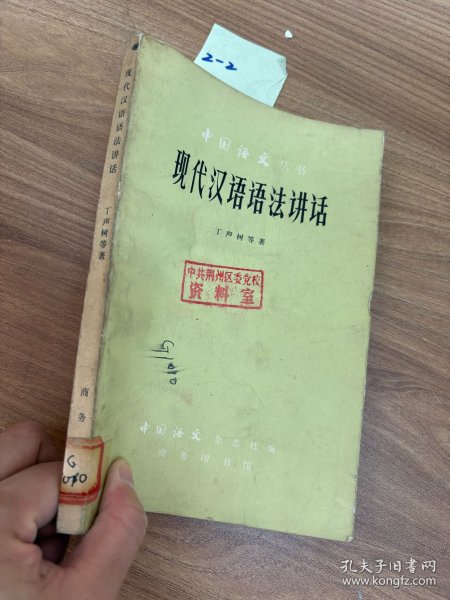 2-2
中国语文丛书
现代汉语语法讲话
丁声树等著
中共荆州区委党校
资料室
中国语文杂志社编
商务印书馆
现代汉语语法讲话
丁声树等著
商务
G
孔夫子旧书网
www.kongfz.com